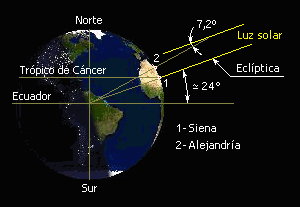 Norte
7,2º
Luz solar
2
Trópico de Cáncer
1
Eclíptica
≃ 24º
Ecuador
1- Siena
2- Alejandría
Sur